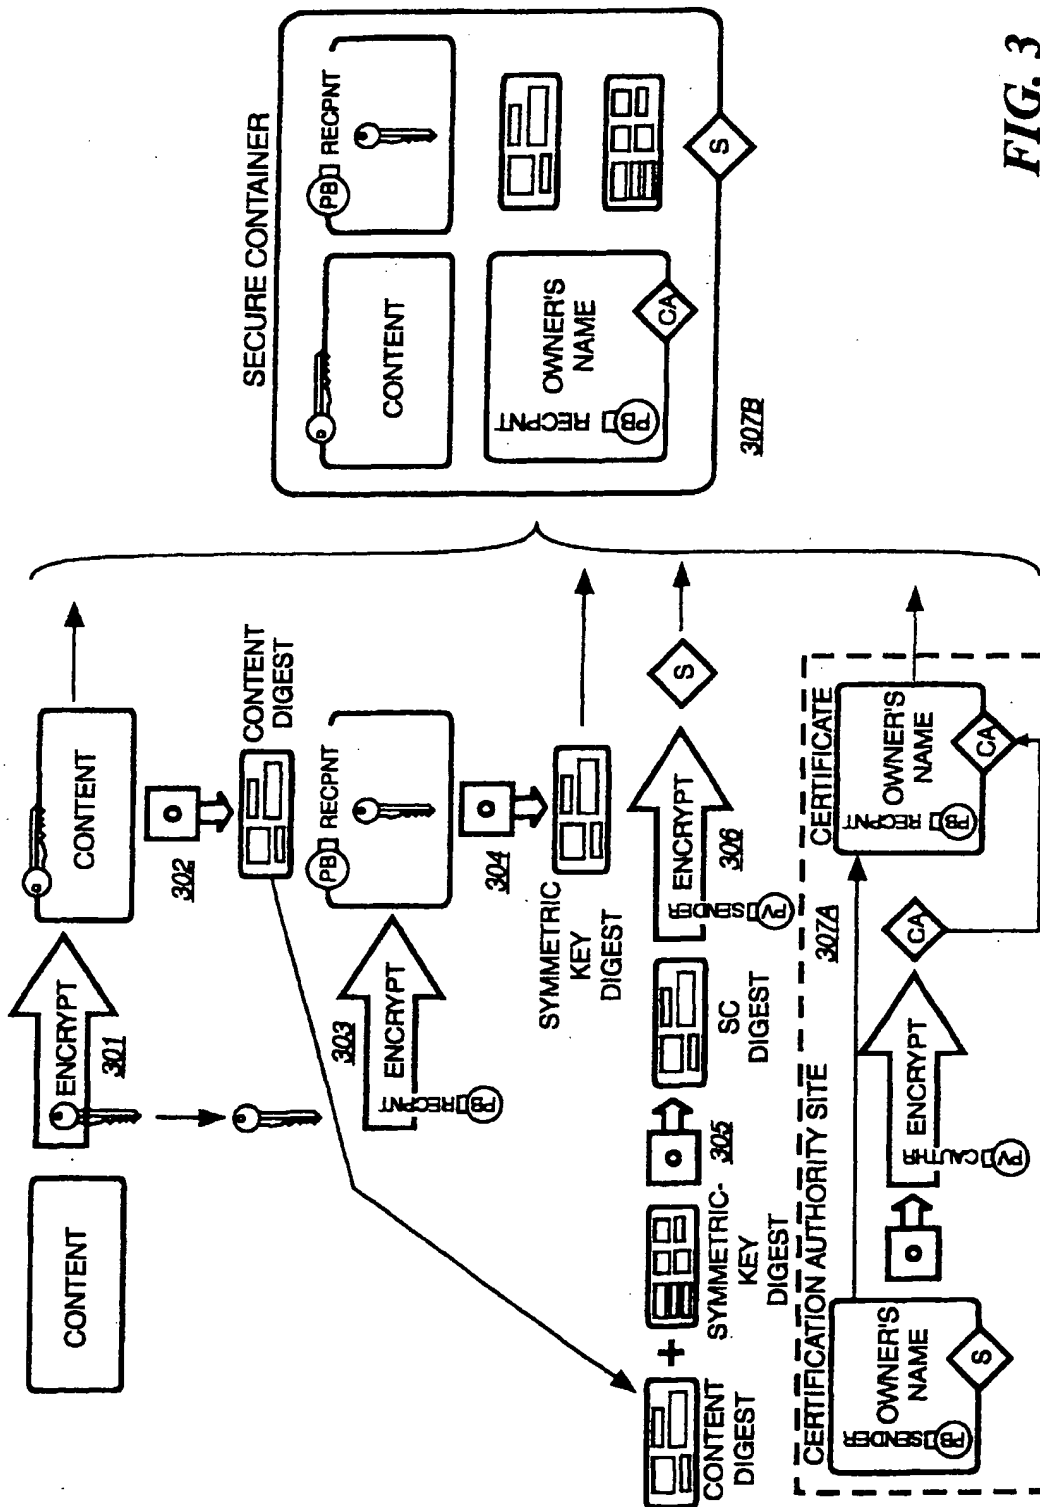 CONTENT
ENCRYPT
301
CONTENT
302
CONTENT
DIGEST
303
ENCRYPT
PB RECPNT
PB RECPNT
304
SYMMETRIC
KEY
DIGEST
CONTENT
DIGEST
+
SYMMETRIC-
KEY
DIGEST
305
SC
DIGEST
ENCRYPT
306
PV SENDER
S
CERTIFICATION AUTHORITY SITE
307A
PB SENDER
OWNER'S
NAME
S
ENCRYPT
CA
CERTIFICATE
PB RECPNT
OWNER'S
NAME
CA
SECURE CONTAINER
CONTENT
PB RECPNT
PB RECPNT
OWNER'S
NAME
CA
S
307B
FIG. 3